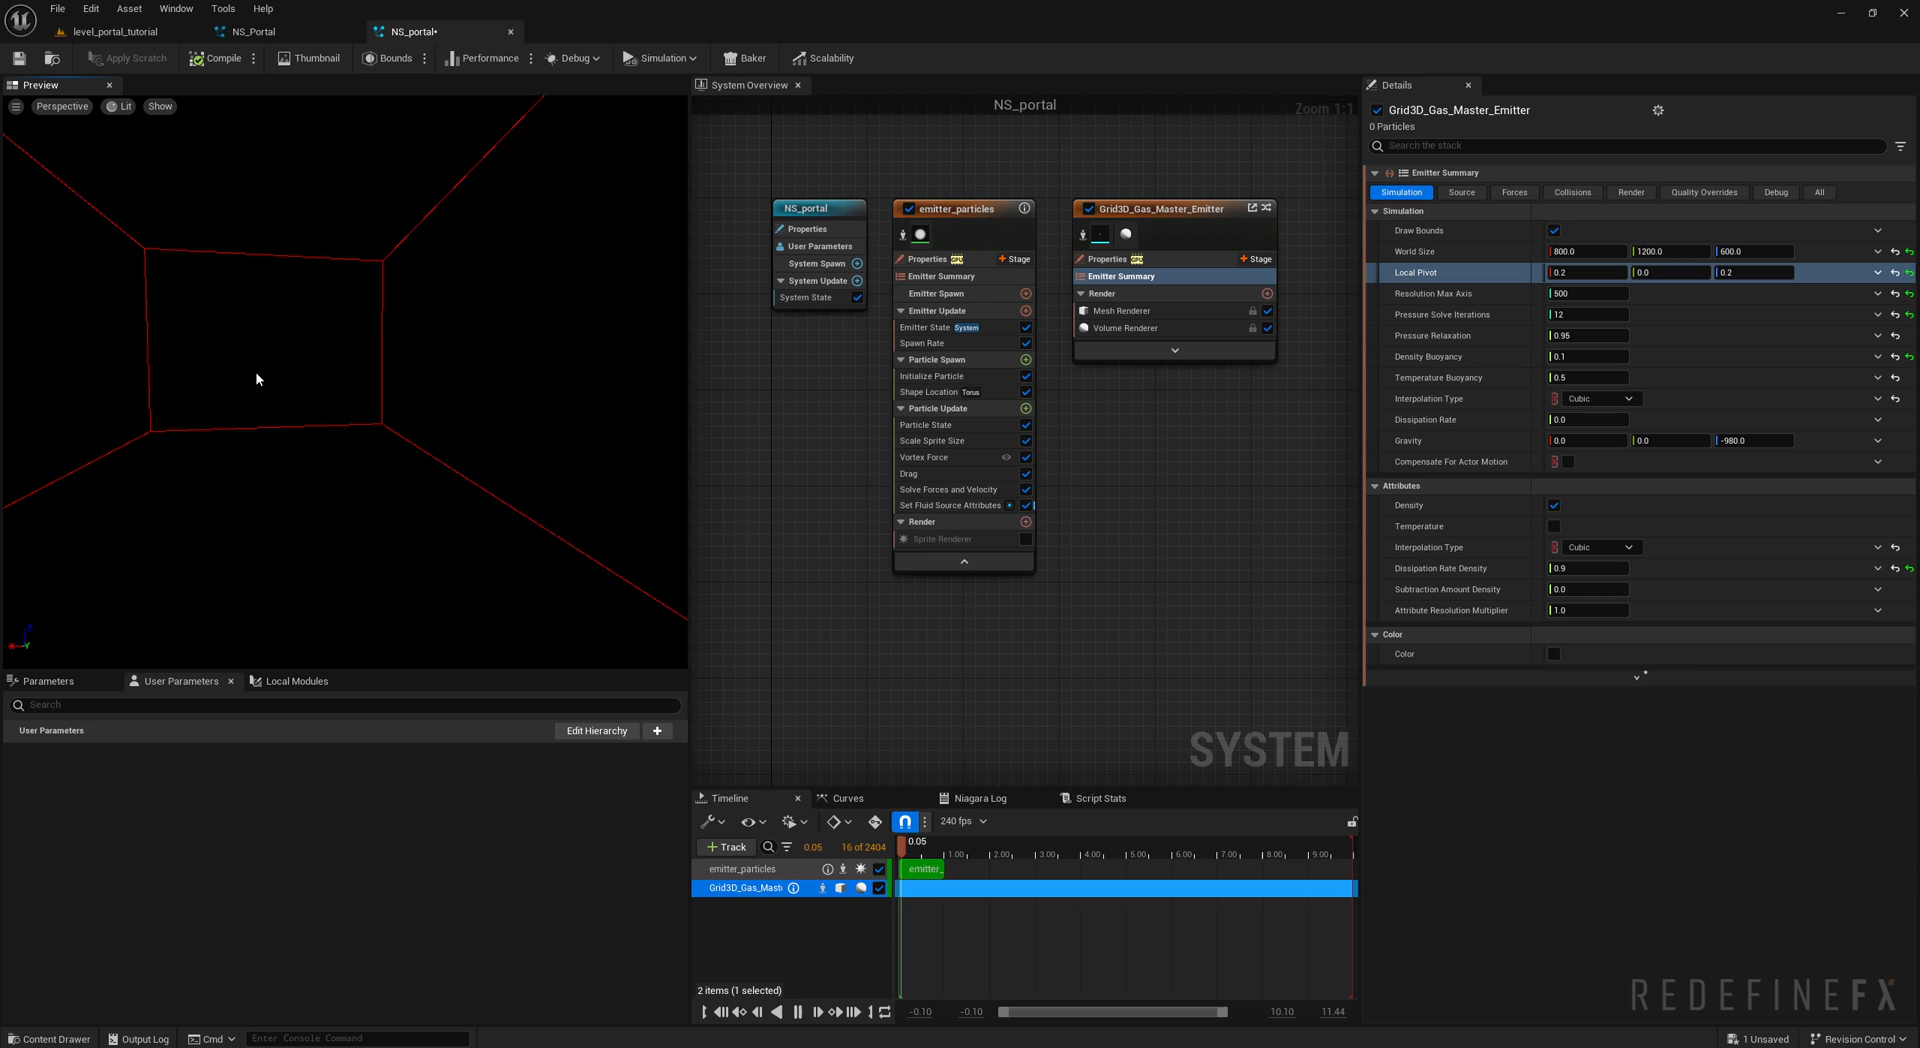 File Edit Asset Window Tools Help
level_portal_tutorial NS_Portal NS_portal*
Apply Scratch Compile Thumbnail Bounds Performance Debug Simulation Baker Scalability
Preview
Perspective Lit Show
Z
X Y
Parameters User Parameters Local Modules
Search
User Parameters Edit Hierarchy
System Overview
NS_portal
Zoom 1:1
NS_portal
Properties
User Parameters
System Spawn
System Update
System State
emitter_particles
Properties GPU Stage
Emitter Summary
Emitter Spawn
Emitter Update
Emitter State System
Spawn Rate
Particle Spawn
Initialize Particle
Shape Location Torus
Particle Update
Particle State
Scale Sprite Size
Vortex Force
Drag
Solve Forces and Velocity
Set Fluid Source Attributes
Render
Sprite Renderer
Grid3D_Gas_Master_Emitter
Properties GPU Stage
Emitter Summary
Render
Mesh Renderer
Volume Renderer
SYSTEM
Timeline Curves Niagara Log Script Stats
240 fps
0.05
Track 0.05 16 of 2404
1.00 2.00 3.00 4.00 5.00 6.00 7.00 8.00 9.00
emitter_particles emitter_
Grid3D_Gas_Mast
2 items (1 selected)
-0.10 -0.10 10.10 11.44
Details
Grid3D_Gas_Master_Emitter
0 Particles
Search the stack
Emitter Summary
Simulation Source Forces Collisions Render Quality Overrides Debug All
Simulation
Draw Bounds
World Size 800.0 1200.0 600.0
Local Pivot 0.2 0.0 0.2
Resolution Max Axis 500
Pressure Solve Iterations 12
Pressure Relaxation 0.95
Density Buoyancy 0.1
Temperature Buoyancy 0.5
Interpolation Type Cubic
Dissipation Rate 0.0
Gravity 0.0 0.0 -980.0
Compensate For Actor Motion
Attributes
Density
Temperature
Interpolation Type Cubic
Dissipation Rate Density 0.9
Subtraction Amount Density 0.0
Attribute Resolution Multiplier 1.0
Color
Color
REDEFINEFX
Content Drawer Output Log Cmd Enter Console Command 1 Unsaved Revision Control